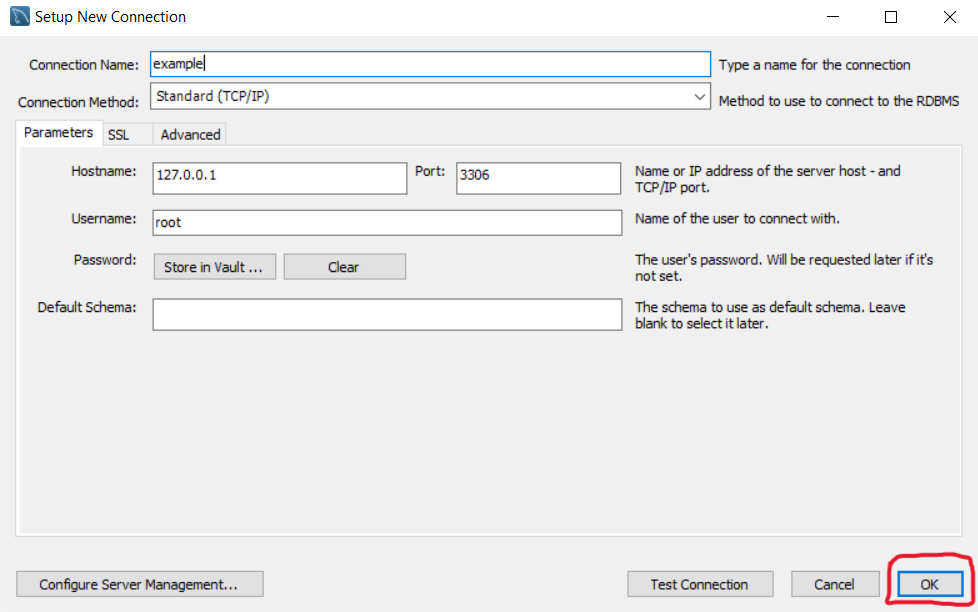 Setup New Connection
Connection Name: example Type a name for the connection
Connection Method: Standard (TCP/IP) Method to use to connect to the RDBMS
Parameters SSL Advanced
Hostname: 127.0.0.1 Port: 3306 Name or IP address of the server host - and
TCP/IP port.
Username: root Name of the user to connect with.
Password: Store in Vault ... Clear The user's password. Will be requested later if it's
not set.
Default Schema: The schema to use as default schema. Leave
blank to select it later.
Configure Server Management... Test Connection Cancel OK